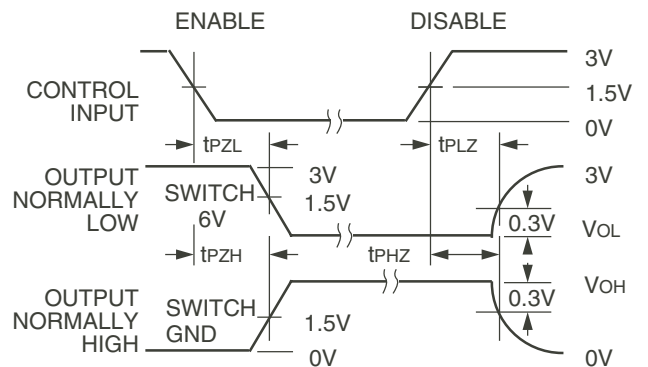 ENABLE DISABLE
CONTROL
INPUT
3V
1.5V
0V
tPZL
tPLZ
OUTPUT
NORMALLY
LOW
SWITCH
6V
3V
1.5V
3V
0.3V
VOL
tPZH
tPHZ
OUTPUT
NORMALLY
HIGH
SWITCH
GND
1.5V
0V
VOH
0.3V
0V